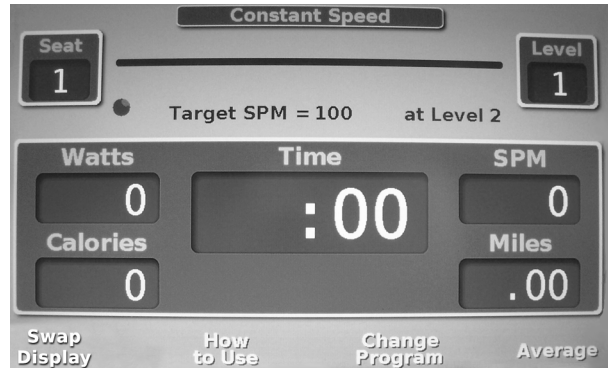 Constant Speed
Seat
1
Level
1
Target SPM = 100 at Level 2
Watts
0
Time
:00
SPM
0
Calories
0
Miles
.00
Swap
Display
How
to Use
Change
Program
Average